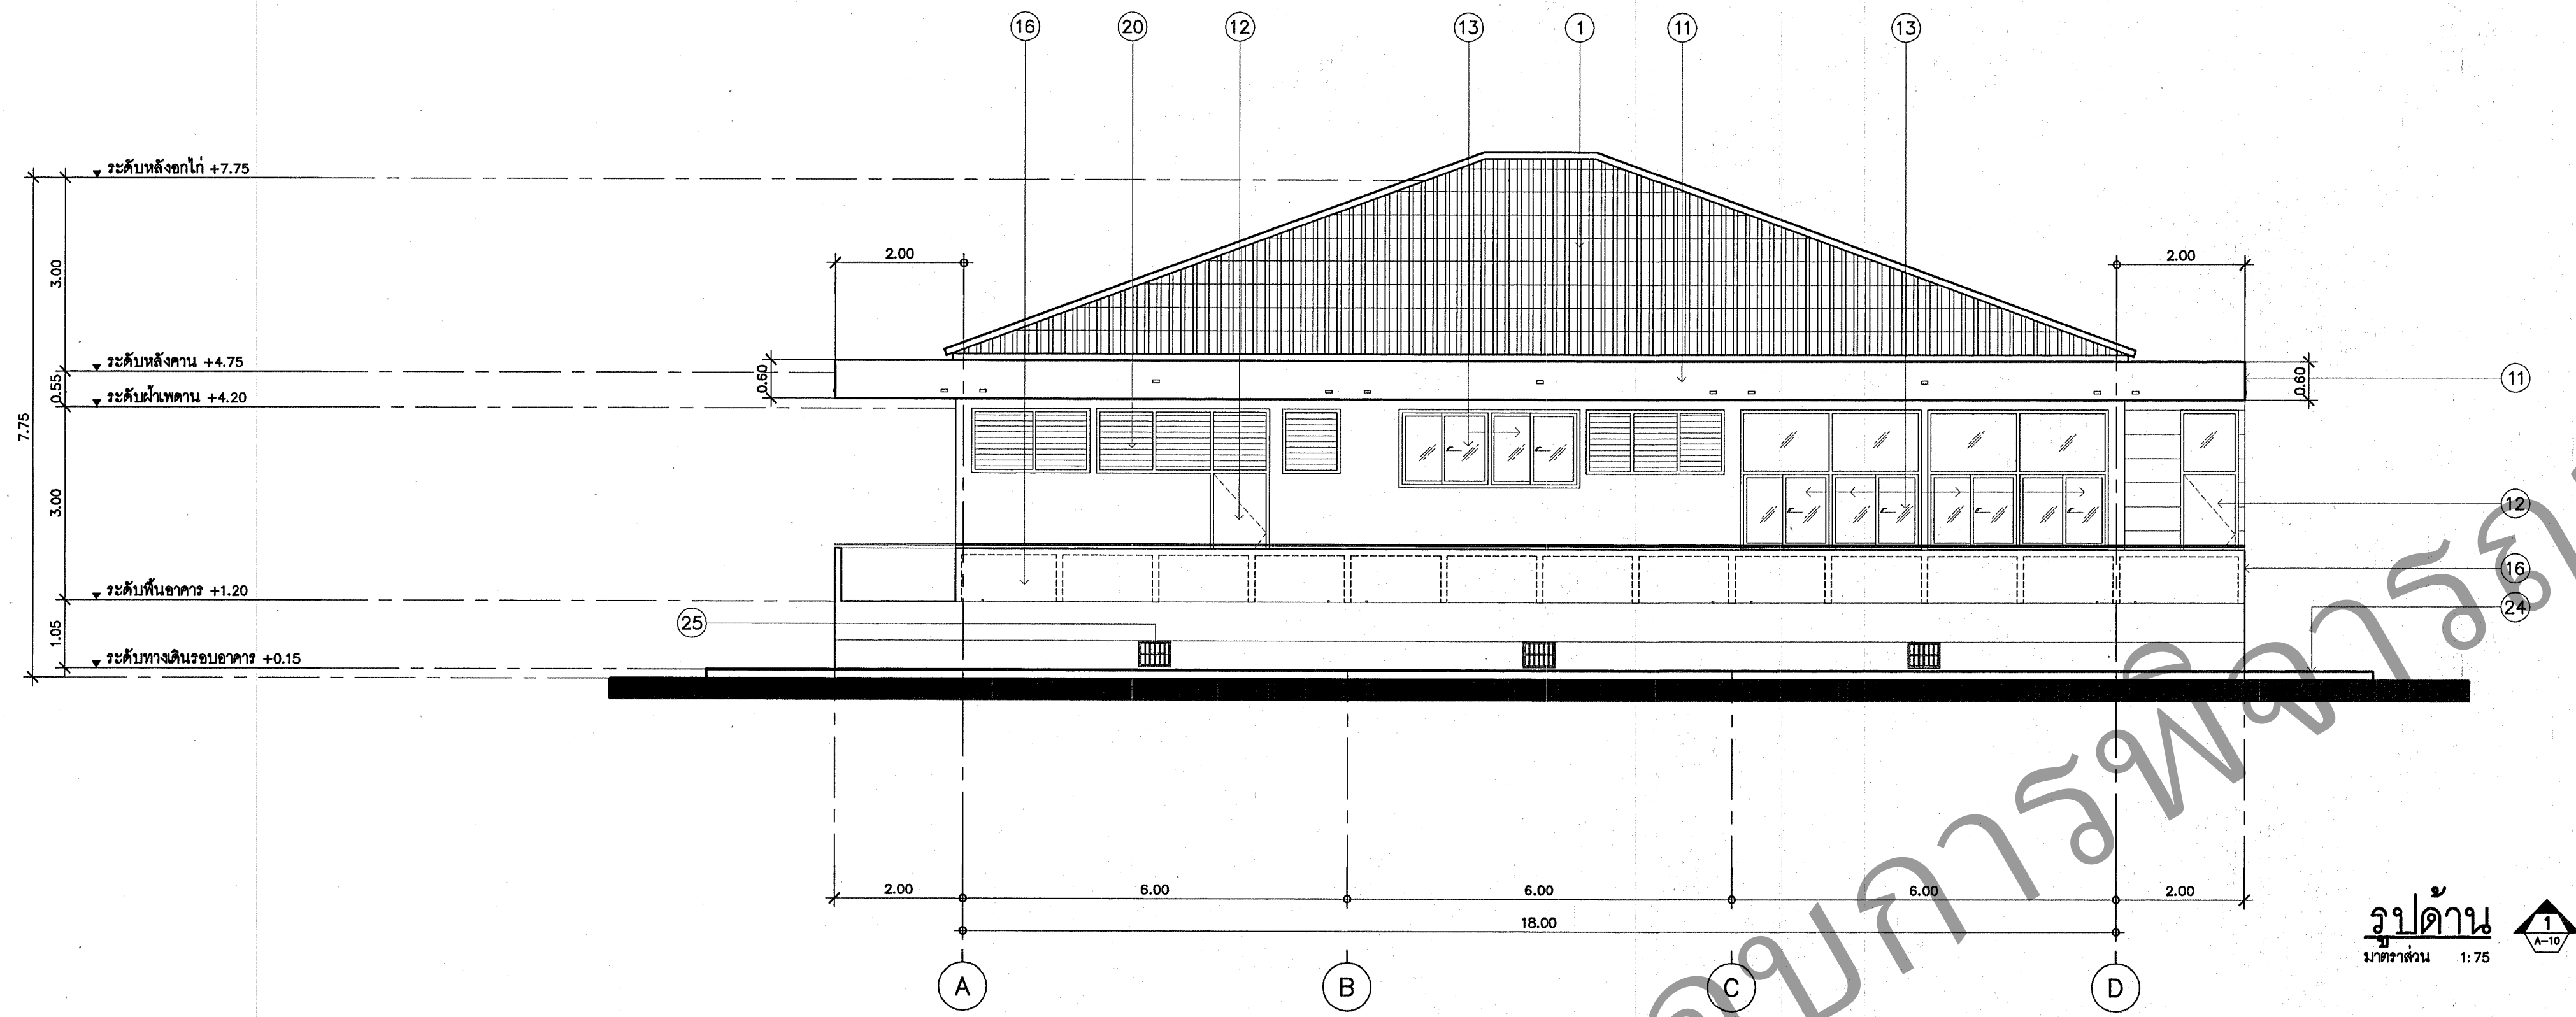 16 20 12 13 1 11 13
ระดับหลังอกไก่ +7.75
2.00 2.00
3.00
ระดับหลังคาน +4.75
0.60 0.60
11
0.55
ระดับฝ้าเพดาน +4.20
7.75
3.00
12
16
ระดับพื้นอาคาร +1.20
24
25
1.05
ระดับทางเดินรอบอาคาร +0.15
2.00 6.00 6.00 6.00 2.00
18.00
รูปด้าน
1
A-10
มาตราส่วน 1:75
A B C D